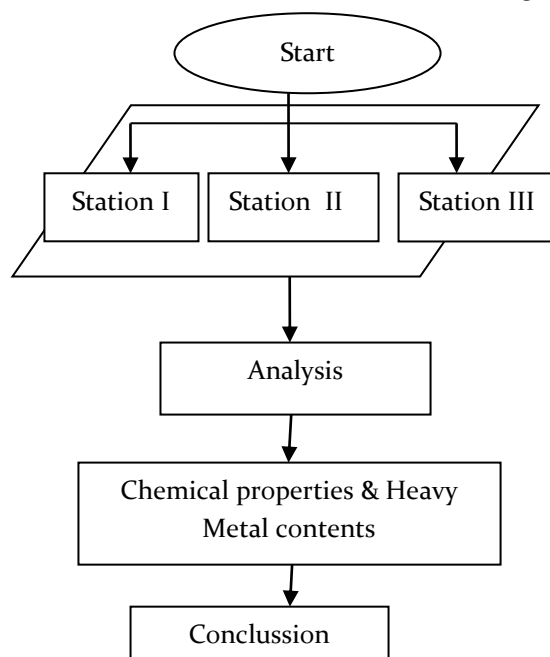 Start
Station I
Station II
Station III
Analysis
Chemical properties & Heavy
Metal contents
Conclussion